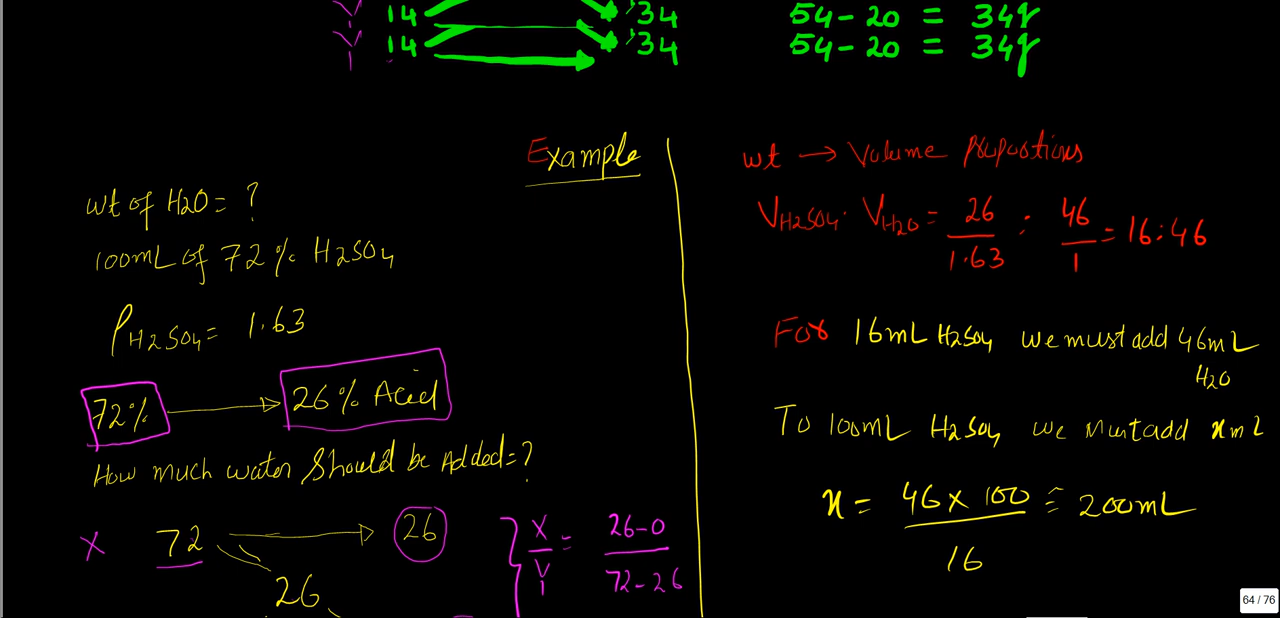 Y 14 34 54-20 = 34g
Y 14 34 54-20 = 34g
Example
wt of H2O = ?
100mL of 72% H2SO4
ρH2SO4 = 1.63
72% → 26% Acid
How much water Should be Added = ?
X 72 → 26
26
X/Y = 26-0/72-26
wt → Volume Propostions
VH2SO4 : VH2O = 26/1.63 : 46/1 = 16:46
For 16mL H2SO4 we must add 46mL
H2O
To 100mL H2SO4 we Must add x mL
x = 46 x 100/16 = 200mL
64 / 76